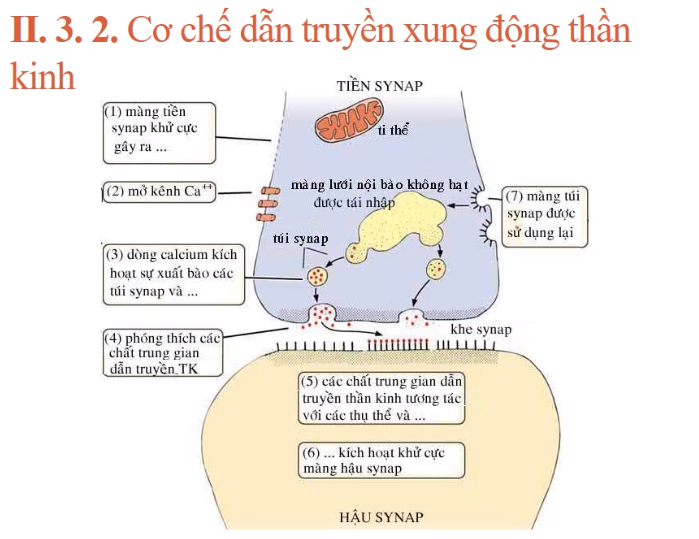 II. 3. 2. Cơ chế dẫn truyền xung động thần
kinh
TIỀN SYNAP
(1) màng tiền
synap khử cực
gây ra ...
ti thể
(2) mở kênh Ca⁺⁺
màng lưới nội bào không hạt
được tái nhập
(7) màng túi
synap được
sử dụng lại
túi synap
(3) dòng calcium kích
hoạt sự xuất bào các
túi synap và ...
(4) phóng thích các
chất trung gian
dẫn truyền TK
khe synap
(5) các chất trung gian dẫn
truyền thần kinh tương tác
với các thụ thể và ...
(6) ... kích hoạt khử cực
màng hậu synap
HẬU SYNAP